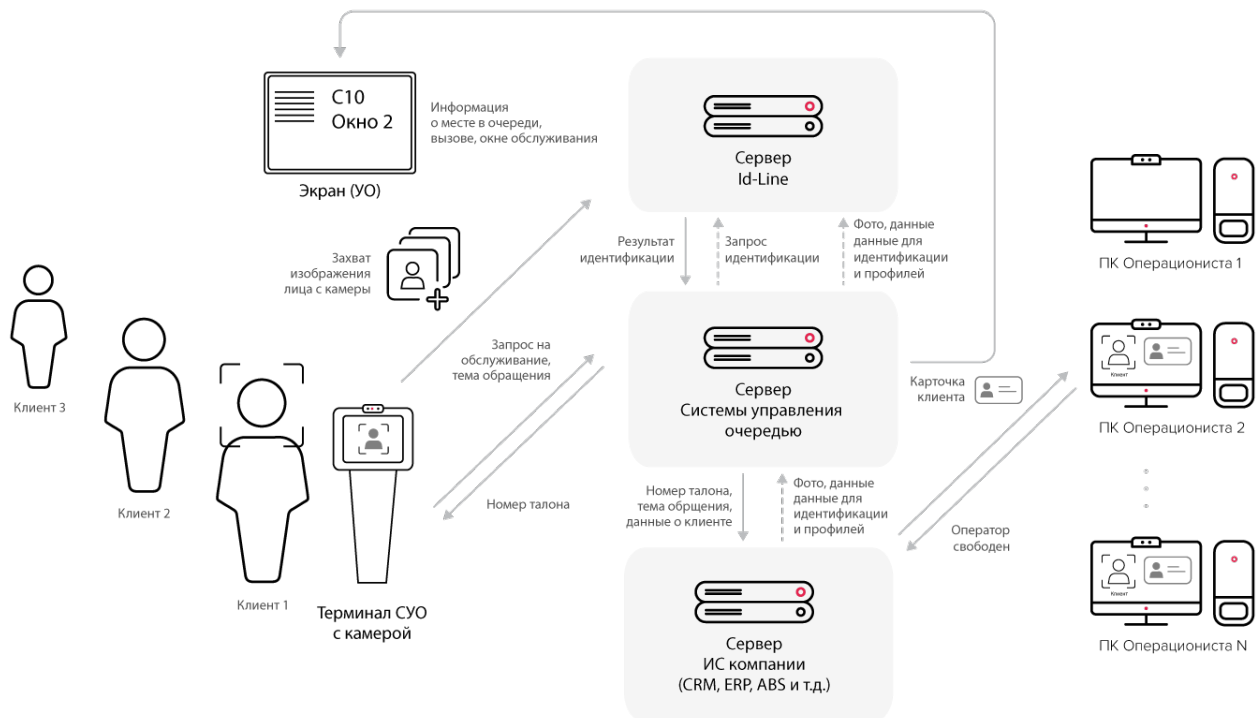 C10
Окно 2
Экран (УО)
Информация
о месте в очереди,
вызове, окне обслуживания
Сервер
Id-Line
Захват
изображения
лица с камеры
Результат
идентификации
Запрос
идентификации
Фото, данные
данные для
идентификации
и профилей
ПК Операциониста 1
Клиент 3
Клиент 2
Клиент 1
Запрос на
обслуживание,
тема обращения
Номер талона
Терминал СУО
с камерой
Сервер
Системы управления
очередью
Карточка
клиента
Клиент
ПК Операциониста 2
Номер талона,
тема обрщения,
данные о клиенте
Фото, данные
данные для
идентификации
и профилей
Оператор
свободен
Клиент
ПК Операциониста N
Сервер
ИС компании
(CRM, ERP, ABS и т.д.)